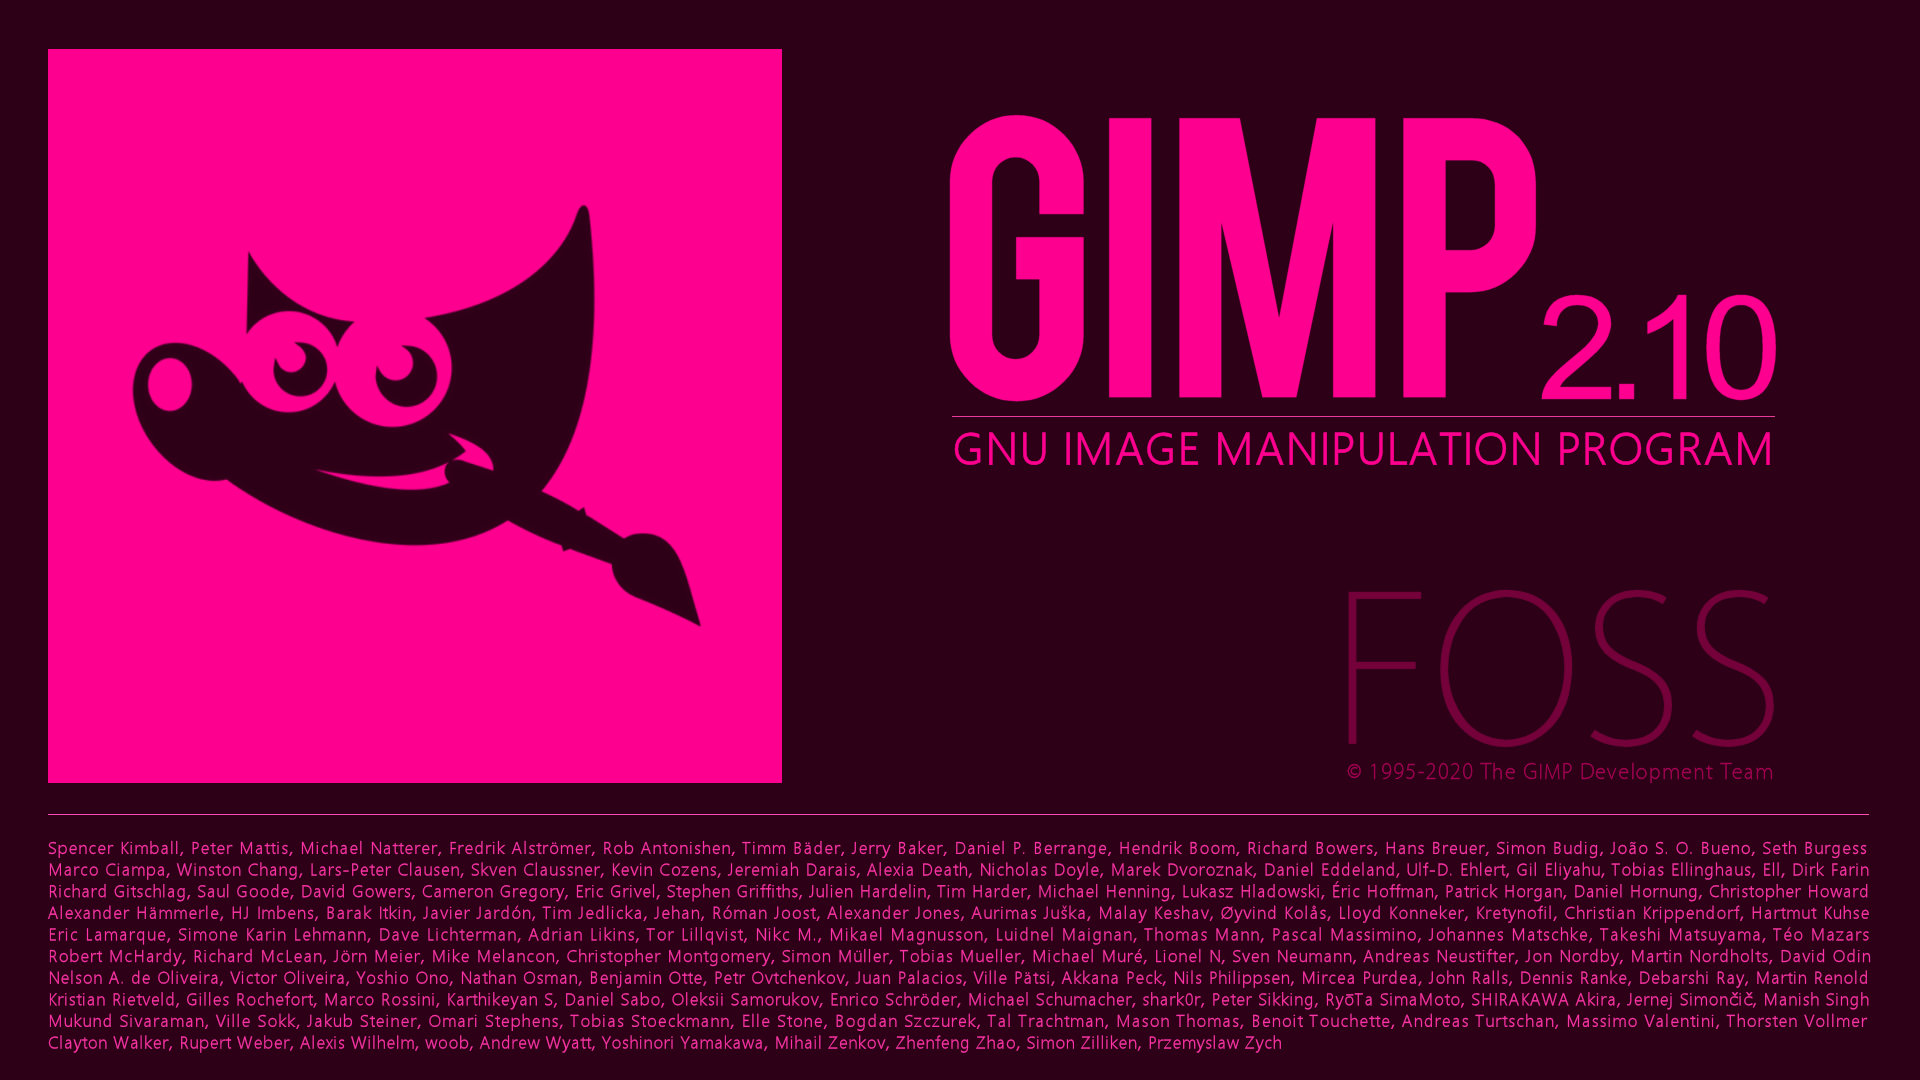 GIMP 2.10
GNU IMAGE MANIPULATION PROGRAM
FOSS
© 1995-2020 The GIMP Development Team
Spencer Kimball, Peter Mattis, Michael Natterer, Fredrik Alströmer, Rob Antonishen, Timm Bäder, Jerry Baker, Daniel P. Berrange, Hendrik Boom, Richard Bowers, Hans Breuer, Simon Budig, João S. O. Bueno, Seth Burgess
Marco Ciampa, Winston Chang, Lars-Peter Clausen, Skven Claussner, Kevin Cozens, Jeremiah Darais, Alexia Death, Nicholas Doyle, Marek Dvoroznak, Daniel Eddeland, Ulf-D. Ehlert, Gil Eliyahu, Tobias Ellinghaus, Ell, Dirk Farin
Richard Gitschlag, Saul Goode, David Gowers, Cameron Gregory, Eric Grivel, Stephen Griffiths, Julien Hardelin, Tim Harder, Michael Henning, Lukasz Hladowski, Éric Hoffman, Patrick Horgan, Daniel Hornung, Christopher Howard
Alexander Hämmerle, HJ Imbens, Barak Itkin, Javier Jardón, Tim Jedlicka, Jehan, Róman Joost, Alexander Jones, Aurimas Juška, Malay Keshav, Øyvind Kolås, Lloyd Konneker, Kretynofil, Christian Krippendorf, Hartmut Kuhse
Eric Lamarque, Simone Karin Lehmann, Dave Lichterman, Adrian Likins, Tor Lillqvist, Nikc M., Mikael Magnusson, Luidnel Maignan, Thomas Mann, Pascal Massimino, Johannes Matschke, Takeshi Matsuyama, Téo Mazars
Robert McHardy, Richard McLean, Jörn Meier, Mike Melancon, Christopher Montgomery, Simon Müller, Tobias Mueller, Michael Muré, Lionel N, Sven Neumann, Andreas Neustifter, Jon Nordby, Martin Nordholts, David Odin
Nelson A. de Oliveira, Victor Oliveira, Yoshio Ono, Nathan Osman, Benjamin Otte, Petr Ovtchenkov, Juan Palacios, Ville Pätsi, Akkana Peck, Nils Philippsen, Mircea Purdea, John Ralls, Dennis Ranke, Debarshi Ray, Martin Renold
Kristian Rietveld, Gilles Rochefort, Marco Rossini, Karthikeyan S, Daniel Sabo, Oleksii Samorukov, Enrico Schröder, Michael Schumacher, shark0r, Peter Sikking, RyōTa SimaMoto, SHIRAKAWA Akira, Jernej Simončič, Manish Singh
Mukund Sivaraman, Ville Sokk, Jakub Steiner, Omari Stephens, Tobias Stoeckmann, Elle Stone, Bogdan Szczurek, Tal Trachtman, Mason Thomas, Benoit Touchette, Andreas Turtschan, Massimo Valentini, Thorsten Vollmer
Clayton Walker, Rupert Weber, Alexis Wilhelm, woob, Andrew Wyatt, Yoshinori Yamakawa, Mihail Zenkov, Zhenfeng Zhao, Simon Zilliken, Przemyslaw Zych